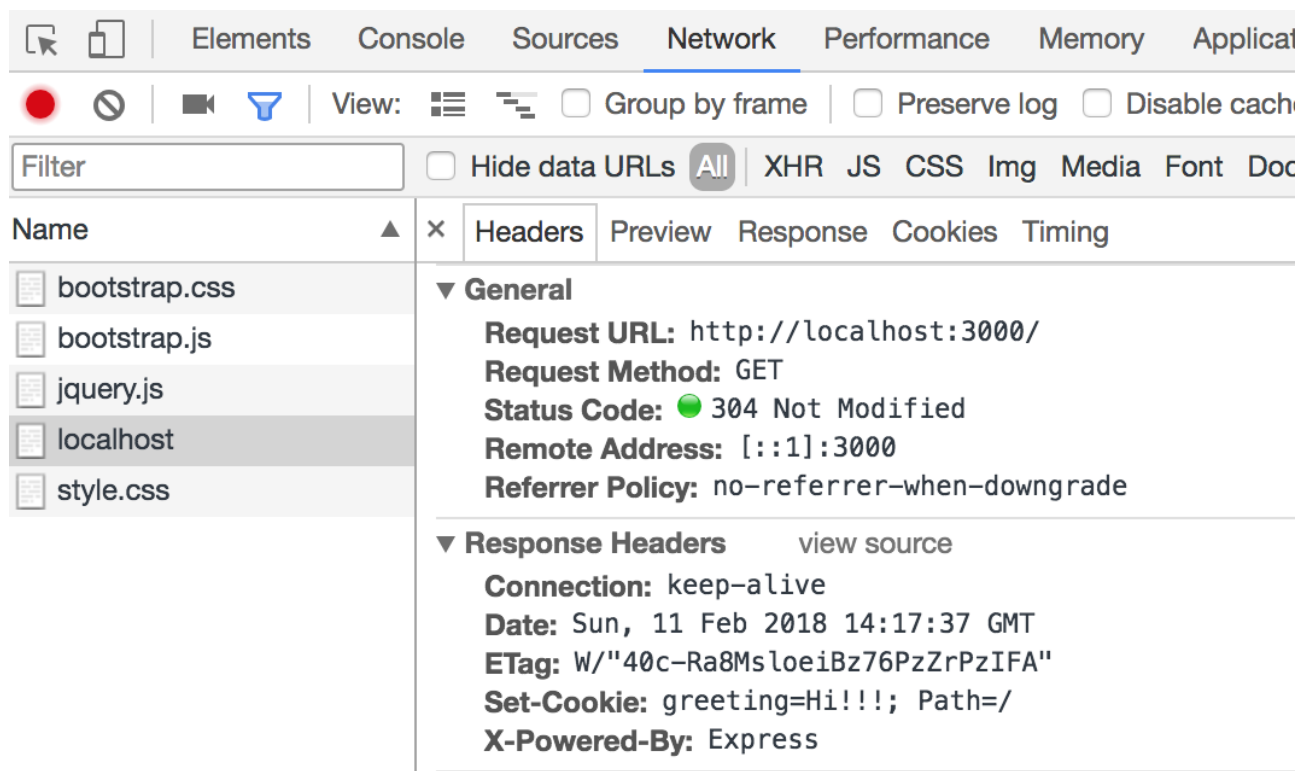 Elements Console Sources Network Performance Memory Applicat
View: Group by frame Preserve log Disable cache
Filter Hide data URLs All XHR JS CSS Img Media Font Doc
Name ▲ × Headers Preview Response Cookies Timing
bootstrap.css
bootstrap.js
jquery.js
localhost
style.css
▼ General
Request URL: http://localhost:3000/
Request Method: GET
Status Code: 304 Not Modified
Remote Address: [::1]:3000
Referrer Policy: no-referrer-when-downgrade
▼ Response Headers view source
Connection: keep-alive
Date: Sun, 11 Feb 2018 14:17:37 GMT
ETag: W/"40c-Ra8MsloeiBz76PzZrPzIFA"
Set-Cookie: greeting=Hi!!!; Path=/
X-Powered-By: Express